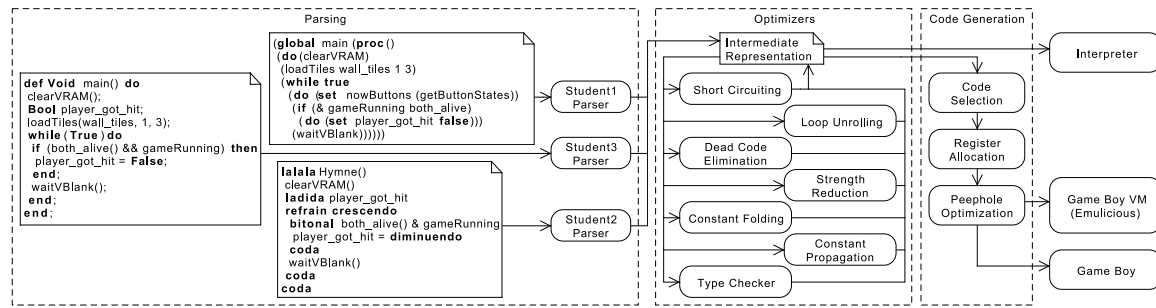 Parsing
def Void main() do
clearVRAM();
Bool player_got_hit;
loadTiles(wall_tiles, 1, 3);
while(True)do
if (both_alive() && gameRunning) then
player_got_hit = False;
end;
waitVBlank();
end;
end;
(global main (proc()
(do(clearVRAM)
(loadTiles wall_tiles 1 3)
(while true
(do (set nowButtons (getButtonStates))
(if (& gameRunning both_alive)
(do (set player_got_hit false)))
(waitVBlank))))))
lalala Hymne()
clearVRAM()
ladida player_got_hit
refrain crescendo
bitonal both_alive() & gameRunning
player_got_hit = diminuendo
coda
waitVBlank()
coda
coda
Student1
Parser
Student3
Parser
Student2
Parser
Optimizers
Intermediate
Representation
Short Circuiting
Loop Unrolling
Dead Code
Elimination
Strength
Reduction
Constant Folding
Constant
Propagation
Type Checker
Code Generation
Code
Selection
Register
Allocation
Peephole
Optimization
Interpreter
Game Boy VM
(Emulicious)
Game Boy